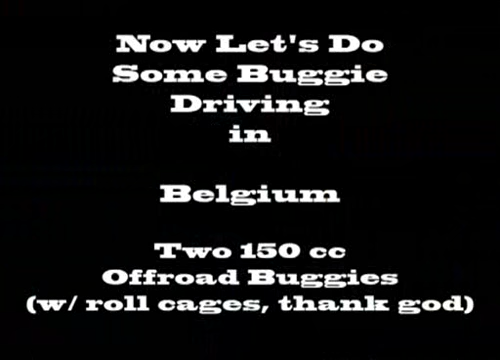 Now Let's Do
Some Buggie
Driving
in
Belgium
Two 150 cc
Offroad Buggies
(w/ roll cages, thank god)